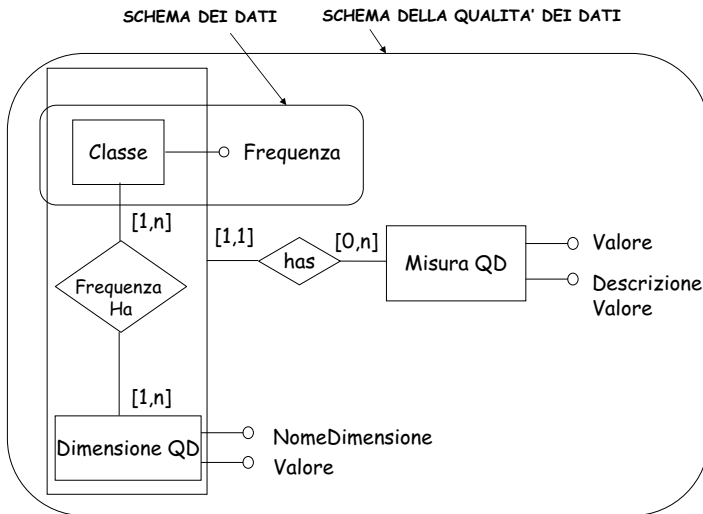 SCHEMA DEI DATI
SCHEMA DELLA QUALITA' DEI DATI
Classe
Frequenza
[1,n]
[1,1]
[0,n]
has
Misura QD
Valore
Descrizione
Valore
Frequenza
Ha
[1,n]
Dimensione QD
NomeDimensione
Valore